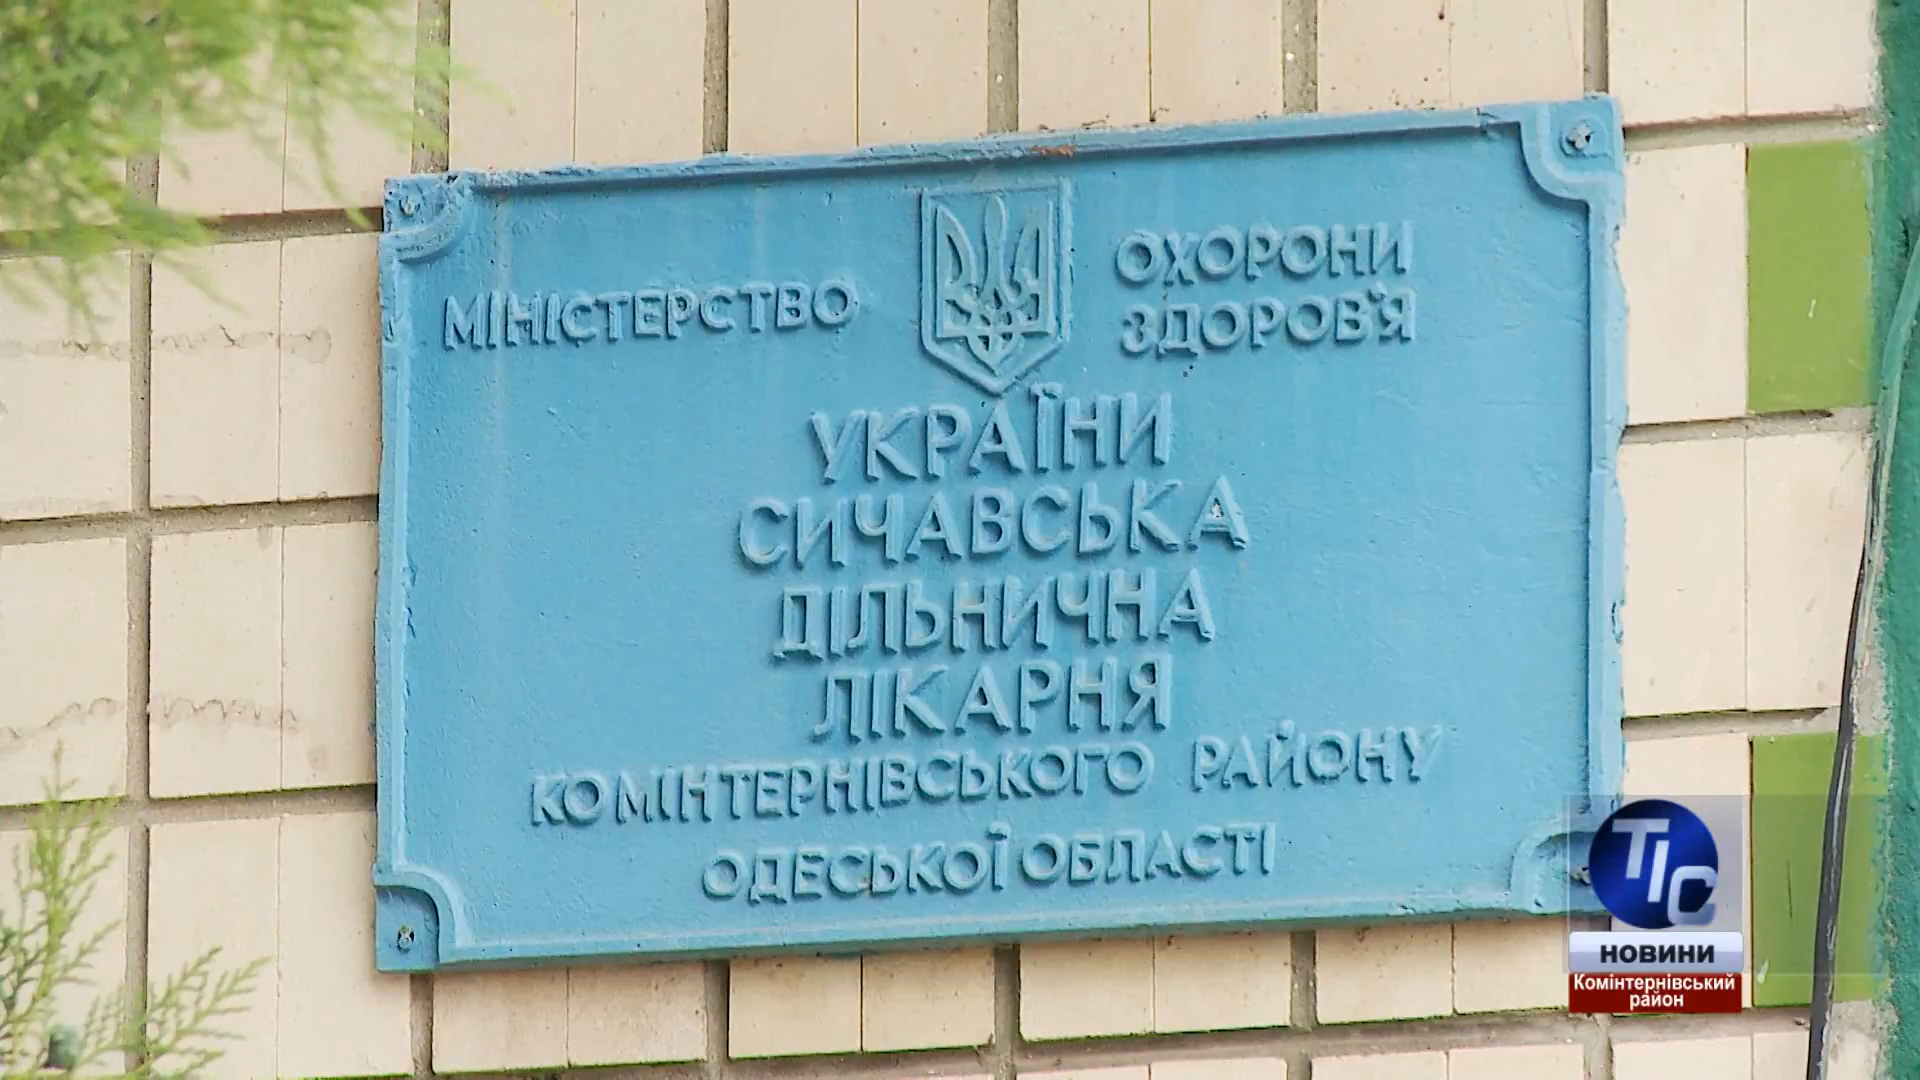 МІНІСТЕРСТВО ОХОРОНИ
ЗДОРОВ'Я
УКРАЇНИ
СИЧАВСЬКА
ДІЛЬНИЧНА
ЛІКАРНЯ
КОМІНТЕРНІВСЬКОГО РАЙОНУ
ОДЕСЬКОЇ ОБЛАСТІ
ТІС
НОВИНИ
Комінтернівський
район